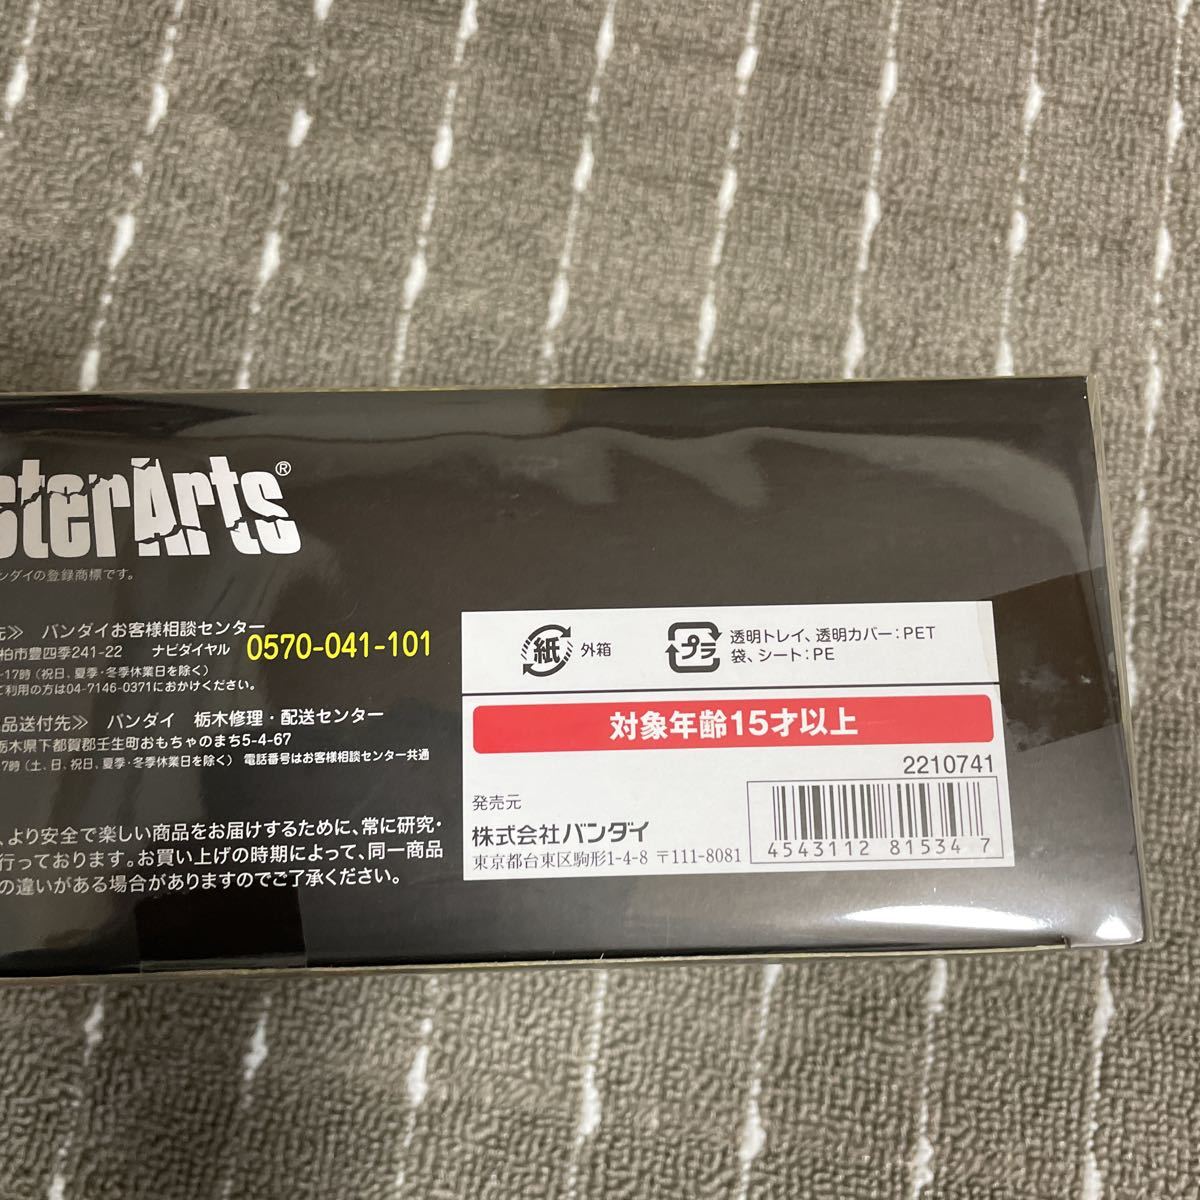 sterArts®
ンダイの登録商標です。
先≫ バンダイお客様相談センター
柏市豊四季241-22 ナビダイヤル 0570-041-101
-17時（祝日、夏季・冬季休業日を除く）
ご利用の方は04-7146-0371におかけください。
品送付先≫ バンダイ 栃木修理・配送センター
栃木県下都賀郡壬生町おもちゃのまち5-4-67
7時（土、日、祝日、夏季・冬季休業日を除く） 電話番号はお客様相談センター共通
、より安全で楽しい商品をお届けするために、常に研究・
行っております。お買い上げの時期によって、同一商品
の違いがある場合がありますのでご了承ください。
紙 外箱
プラ 透明トレイ、透明カバー：PET
袋、シート：PE
対象年齢15才以上
2210741
発売元
株式会社バンダイ
東京都台東区駒形1-4-8 〒111-8081
4543112 81534 7